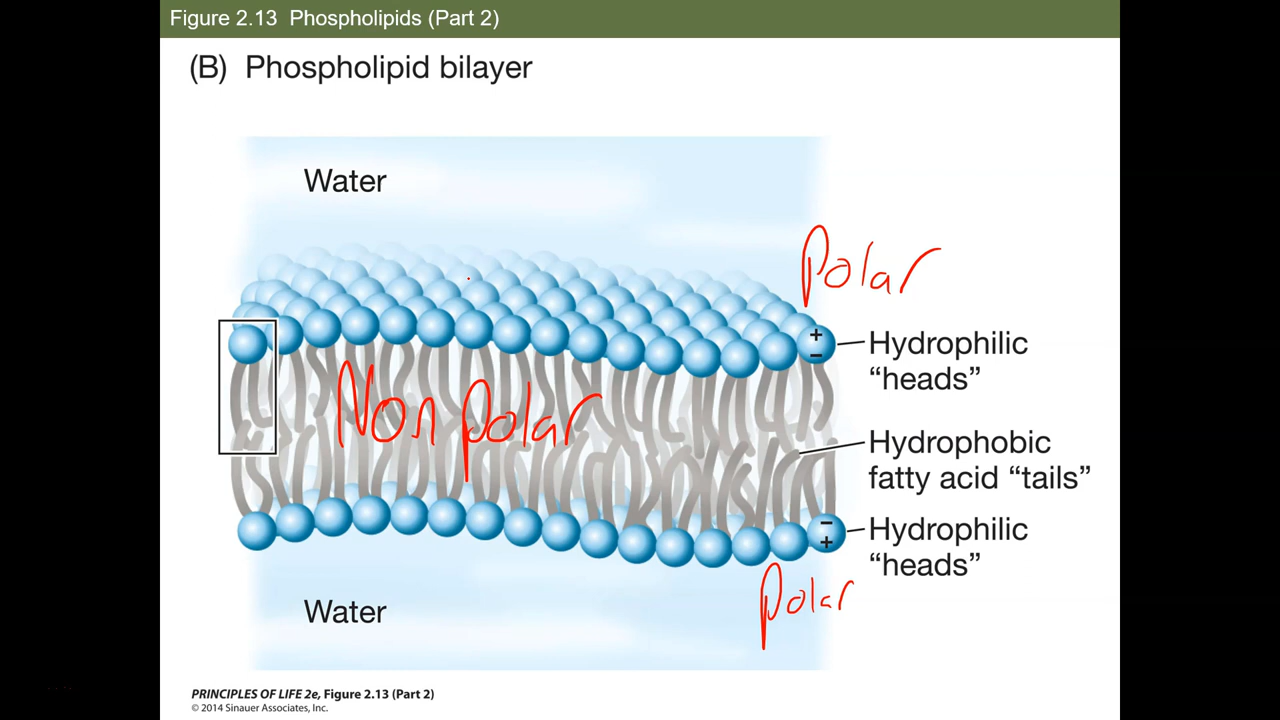 Figure 2.13 Phospholipids (Part 2)
(B) Phospholipid bilayer
Water
Polar
+
−
Hydrophilic
“heads”
Non polar
Hydrophobic
fatty acid “tails”
−
+
Hydrophilic
“heads”
Polar
Water
PRINCIPLES OF LIFE 2e, Figure 2.13 (Part 2)
© 2014 Sinauer Associates, Inc.